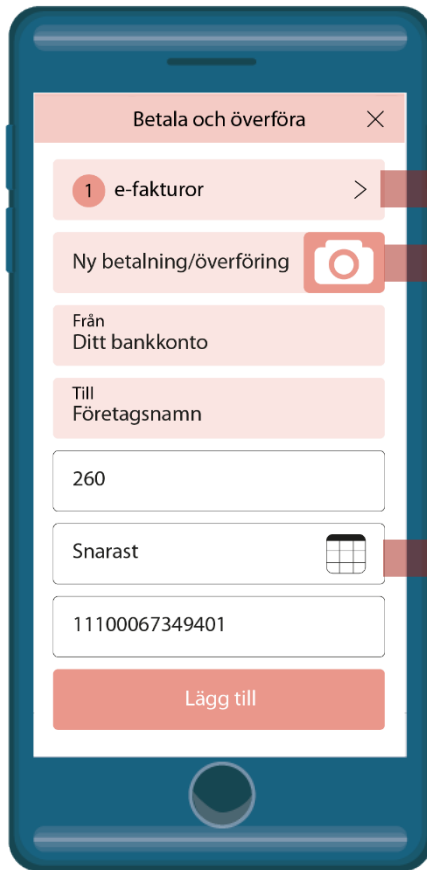 Betala och överföra
1 e-fakturor
Ny betalning/överföring
Från
Ditt bankkonto
Till
Företagsnamn
260
Snarast
11100067349401
Lägg till